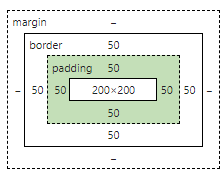 margin –
border 50
padding 50
– 50 50 200×200 50 50 –
50
50
–